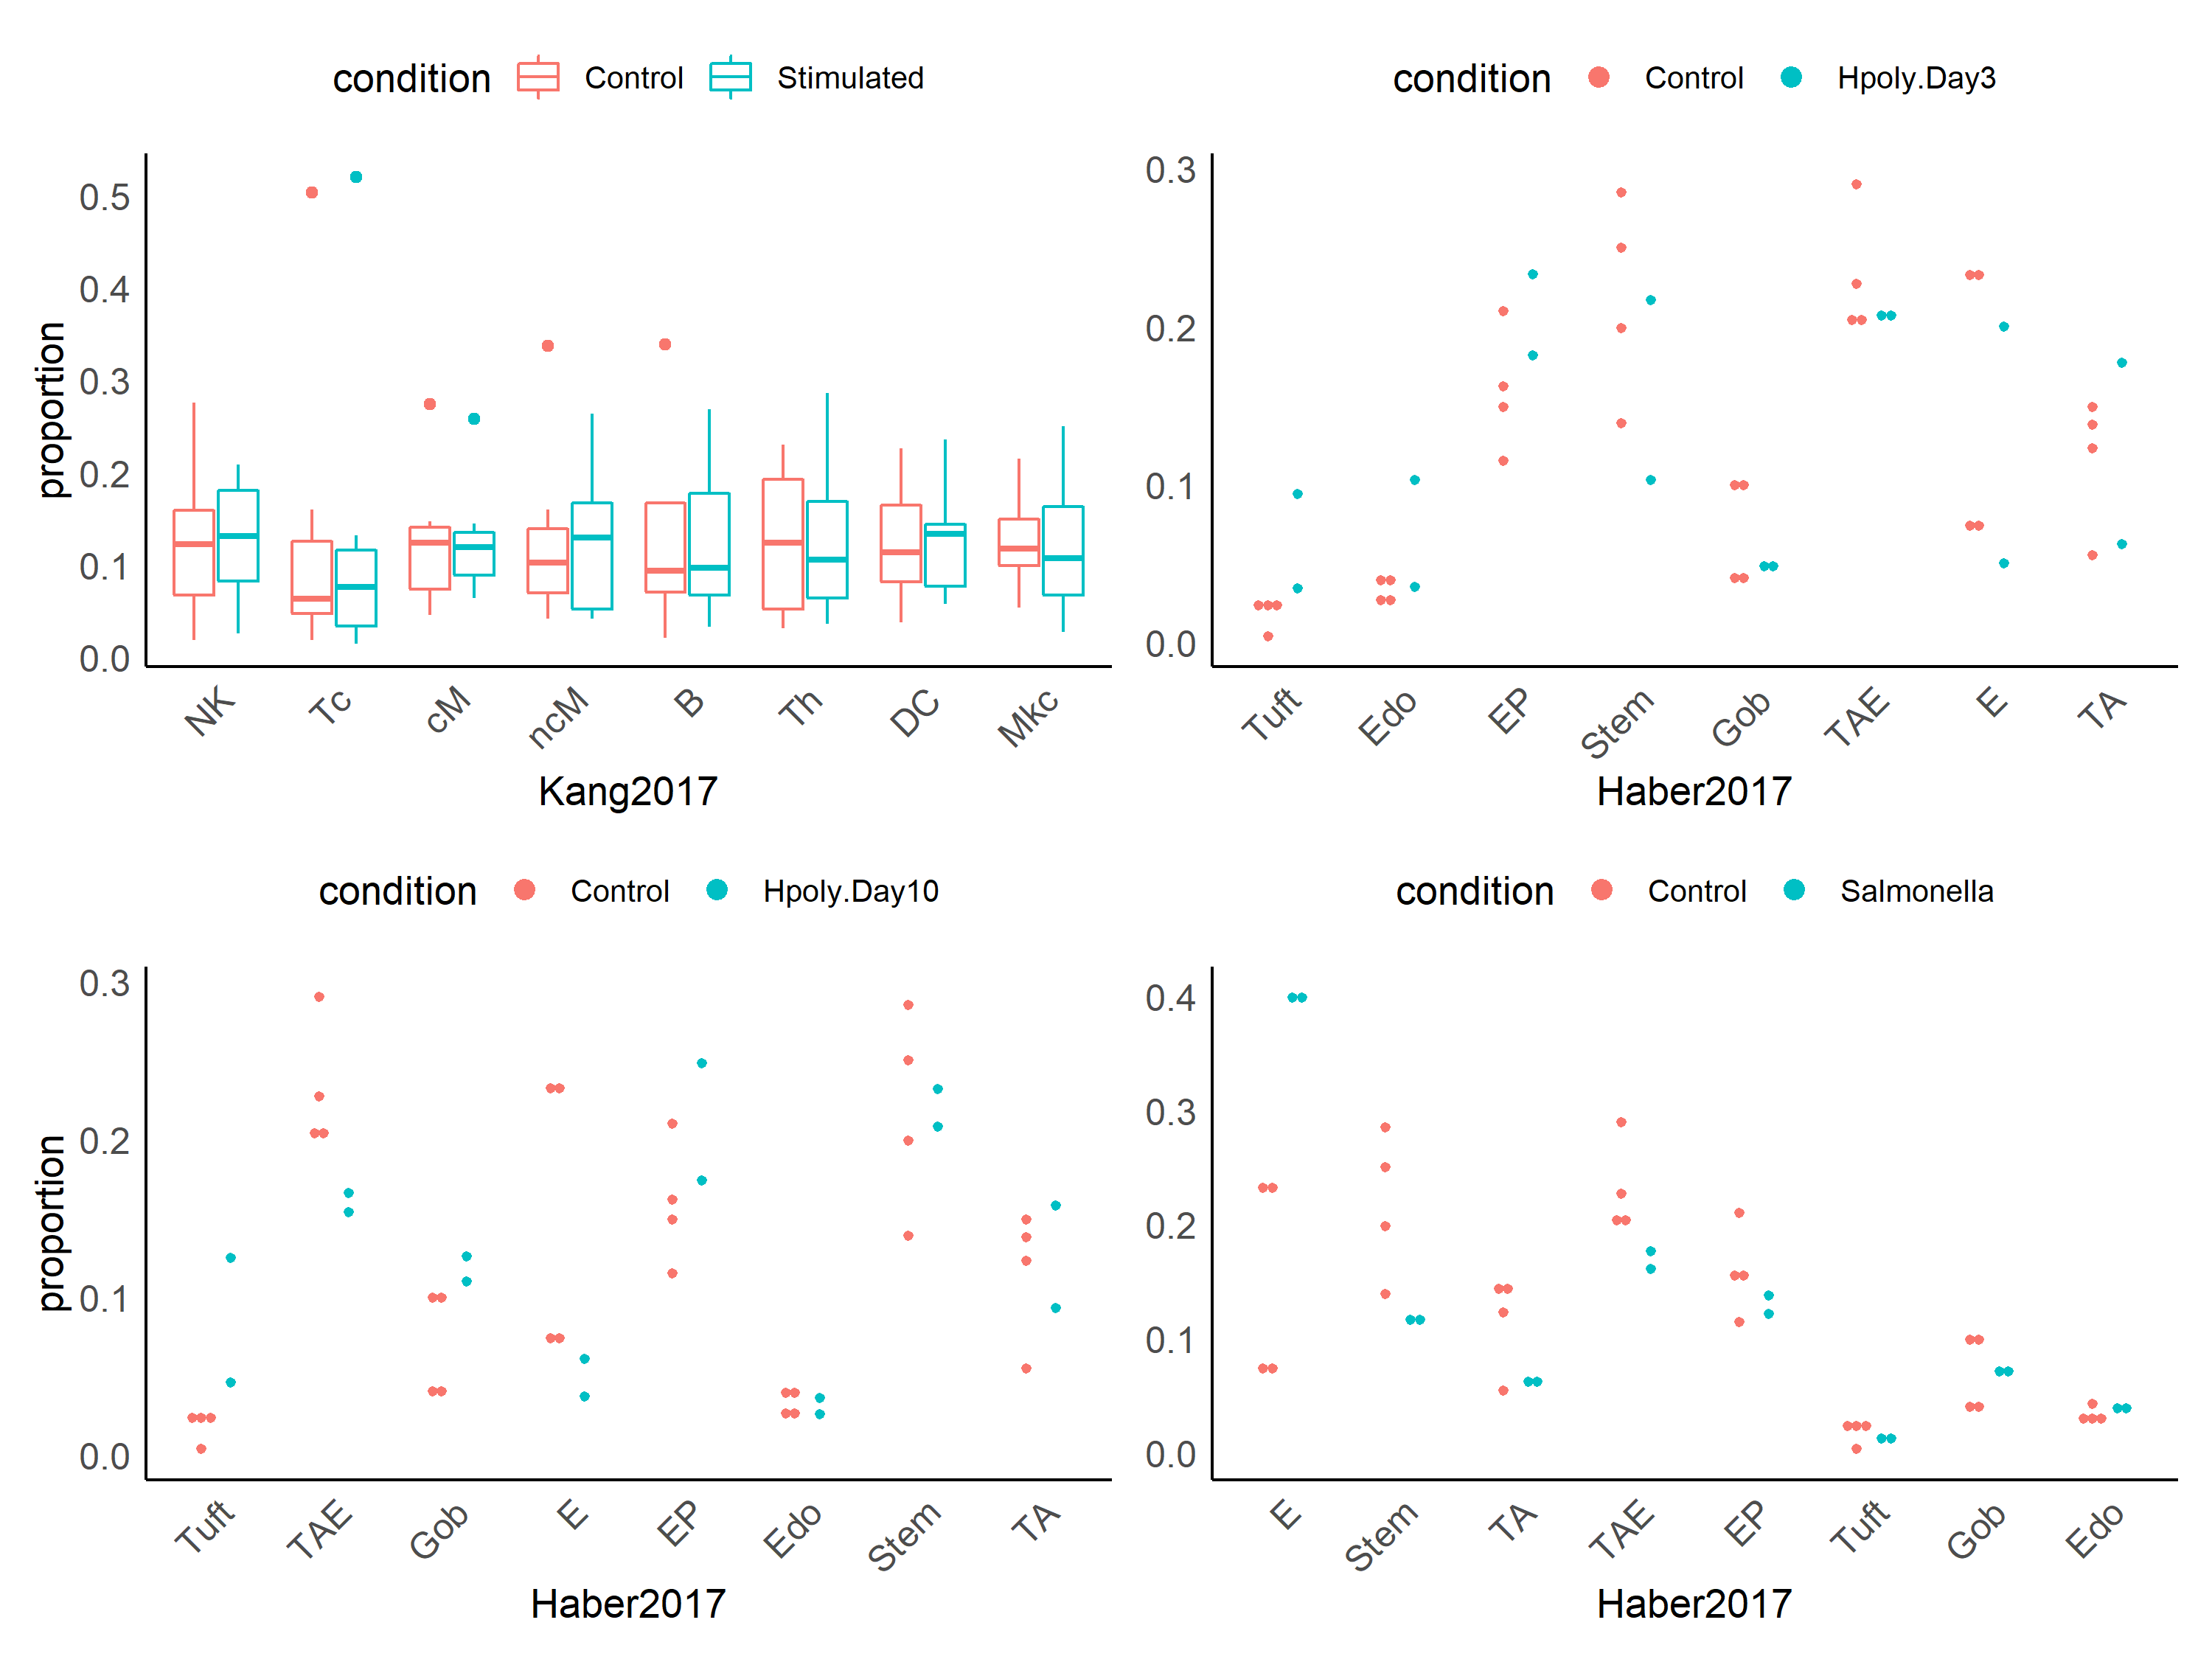 condition Control Stimulated
condition Control Hpoly.Day3
proportion
0.5
0.4
0.3
0.2
0.1
0.0
NK Tc cM ncM B Th DC Mkc
Kang2017
0.3
0.2
0.1
0.0
Tuft Edo EP Stem Gob TAE E TA
Haber2017
condition Control Hpoly.Day10
condition Control Salmonella
proportion
0.3
0.2
0.1
0.0
Tuft TAE Gob E EP Edo Stem TA
Haber2017
0.4
0.3
0.2
0.1
0.0
E Stem TA TAE EP Tuft Gob Edo
Haber2017